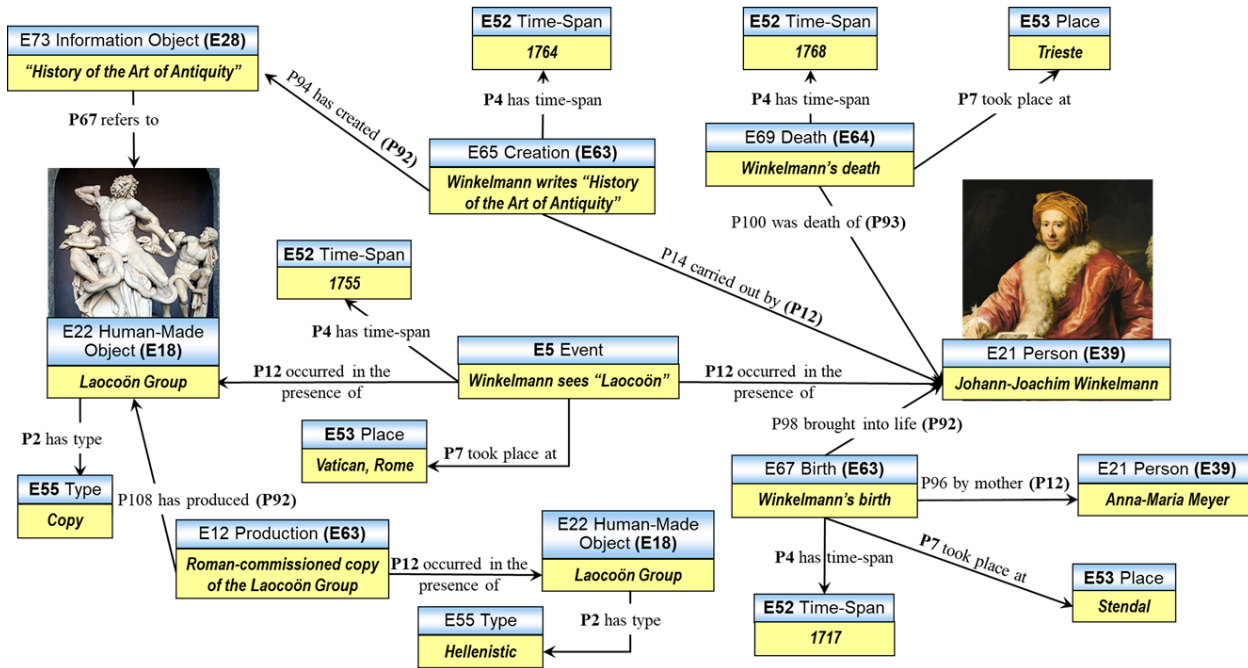 E73 Information Object (E28)
“History of the Art of Antiquity”
P67 refers to
E52 Time-Span
1764
P4 has time-span
E52 Time-Span
1768
P4 has time-span
E53 Place
Trieste
P7 took place at
P94 has created (P92)
E65 Creation (E63)
Winkelmann writes “History
of the Art of Antiquity”
E69 Death (E64)
Winkelmann’s death
P100 was death of (P93)
P14 carried out by (P12)
E52 Time-Span
1755
P4 has time-span
E22 Human-Made
Object (E18)
Laocoön Group
P12 occurred in the
presence of
E5 Event
Winkelmann sees “Laocoön”
P12 occurred in the
presence of
E21 Person (E39)
Johann-Joachim Winkelmann
P2 has type
E55 Type
Copy
E53 Place
Vatican, Rome
P7 took place at
P98 brought into life (P92)
E67 Birth (E63)
Winkelmann’s birth
P96 by mother (P12)
E21 Person (E39)
Anna-Maria Meyer
P108 has produced (P92)
E12 Production (E63)
Roman-commissioned copy
of the Laocoön Group
P12 occurred in the
presence of
E22 Human-Made
Object (E18)
Laocoön Group
P2 has type
E55 Type
Hellenistic
P4 has time-span
E52 Time-Span
1717
P7 took place at
E53 Place
Stendal